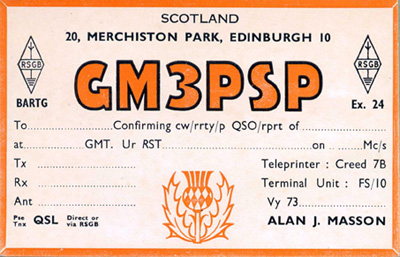 SCOTLAND
20, MERCHISTON PARK, EDINBURGH 10
RSGB GM3PSP RSGB
BARTG Ex. 24
To.......... Confirming cw/rrty/p QSO/rprt of ..........
at.......... GMT. Ur RST..........on .......... Mc/s
Tx .......... Teleprinter : Creed 7B
Rx .......... Terminal Unit : FS/10
Ant .......... Vy 73..........
Pse Tnx QSL Direct or via RSGB ALAN J. MASSON